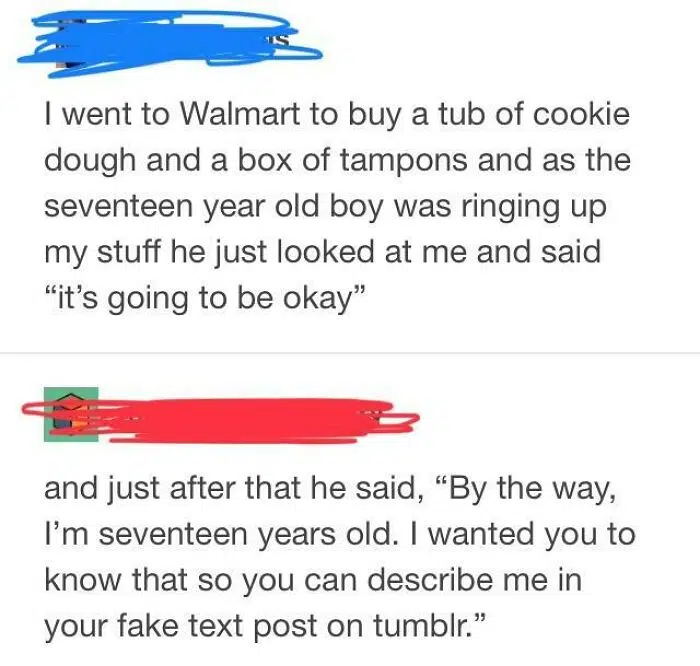 I went to Walmart to buy a tub of cookie
dough and a box of tampons and as the
seventeen year old boy was ringing up
my stuff he just looked at me and said
“it’s going to be okay”
and just after that he said, “By the way,
I’m seventeen years old. I wanted you to
know that so you can describe me in
your fake text post on tumblr.”